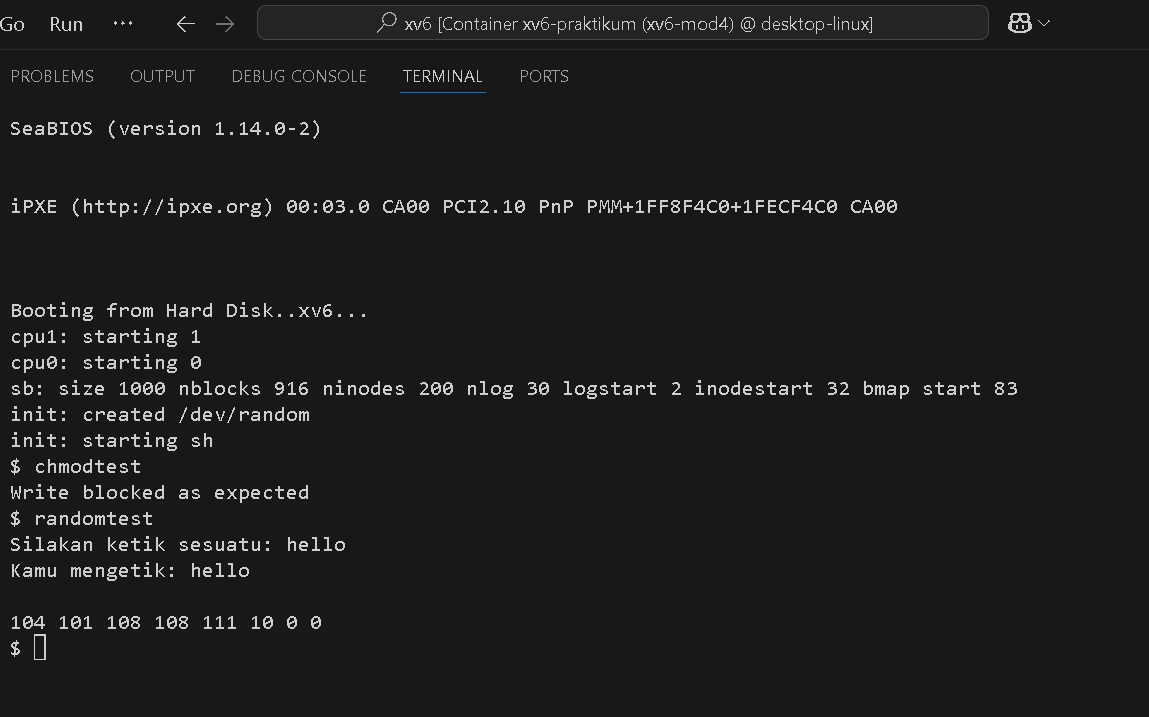 Go Run ··· ← → xv6 [Container xv6-praktikum (xv6-mod4) @ desktop-linux]
PROBLEMS OUTPUT DEBUG CONSOLE TERMINAL PORTS
SeaBIOS (version 1.14.0-2)
iPXE (http://ipxe.org) 00:03.0 CA00 PCI2.10 PnP PMM+1FF8F4C0+1FECF4C0 CA00
Booting from Hard Disk..xv6...
cpu1: starting 1
cpu0: starting 0
sb: size 1000 nblocks 916 ninodes 200 nlog 30 logstart 2 inodestart 32 bmap start 83
init: created /dev/random
init: starting sh
$ chmodtest
Write blocked as expected
$ randomtest
Silakan ketik sesuatu: hello
Kamu mengetik: hello
104 101 108 108 111 10 0 0
$